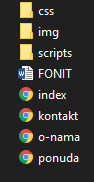 css
img
scripts
FONIT
index
kontakt
o-nama
ponuda